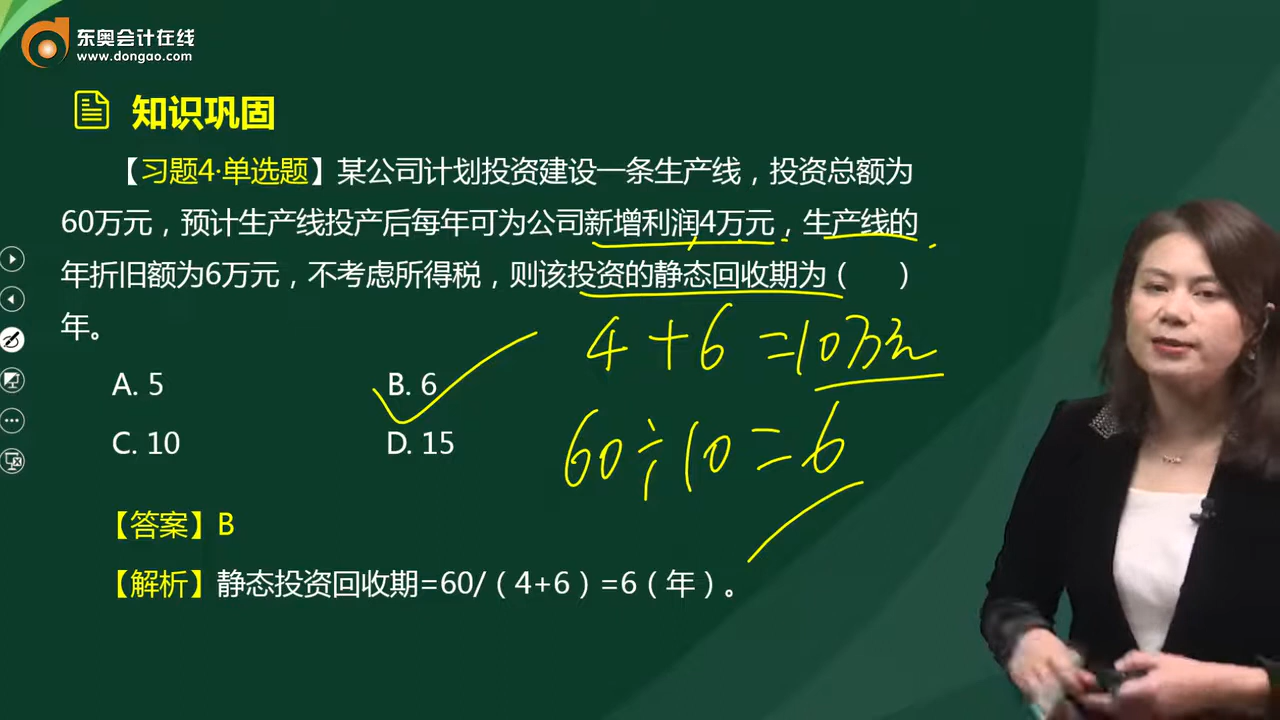 东奥会计在线
www.dongao.com
知识巩固
【习题4·单选题】某公司计划投资建设一条生产线，投资总额为
60万元，预计生产线投产后每年可为公司新增利润4万元，生产线的
年折旧额为6万元，不考虑所得税，则该投资的静态回收期为（ ）
年。
4+6=10万元
A. 5 B. 6
60÷10=6
C. 10 D. 15
【答案】B
【解析】静态投资回收期=60/（4+6）=6（年）。